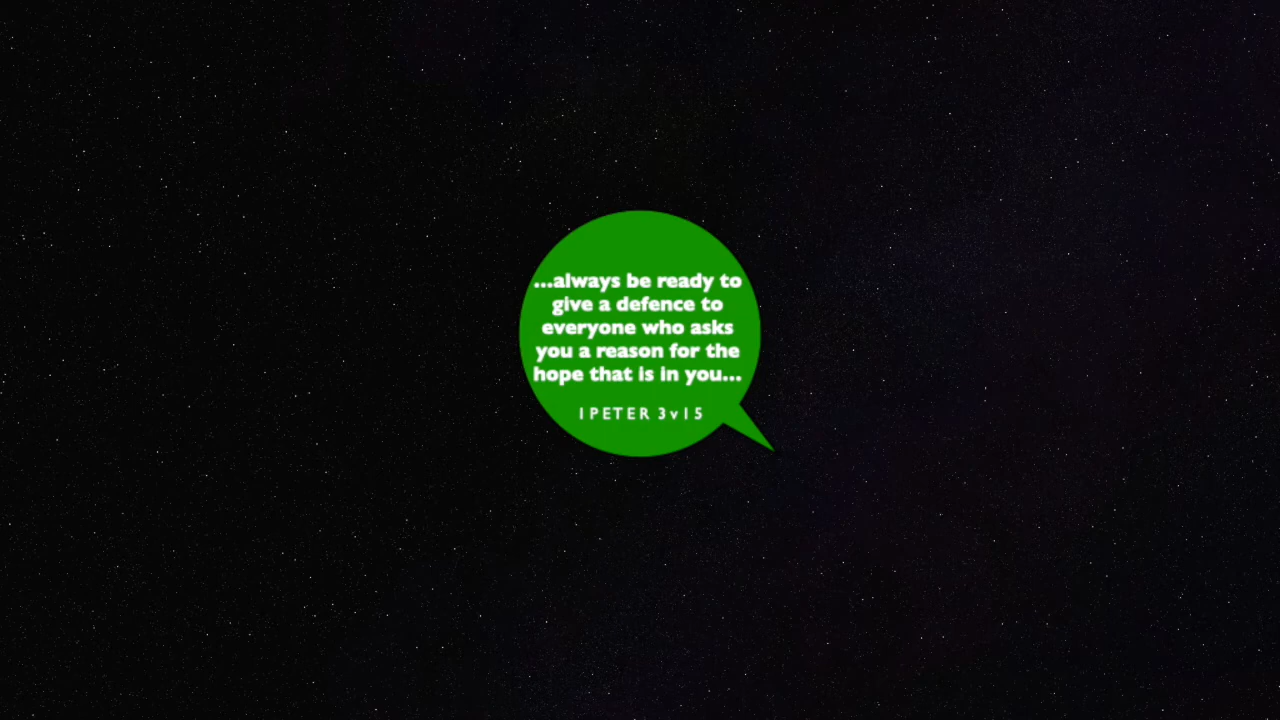 ...always be ready to
give a defence to
everyone who asks
you a reason for the
hope that is in you...
1 PETER 3v15